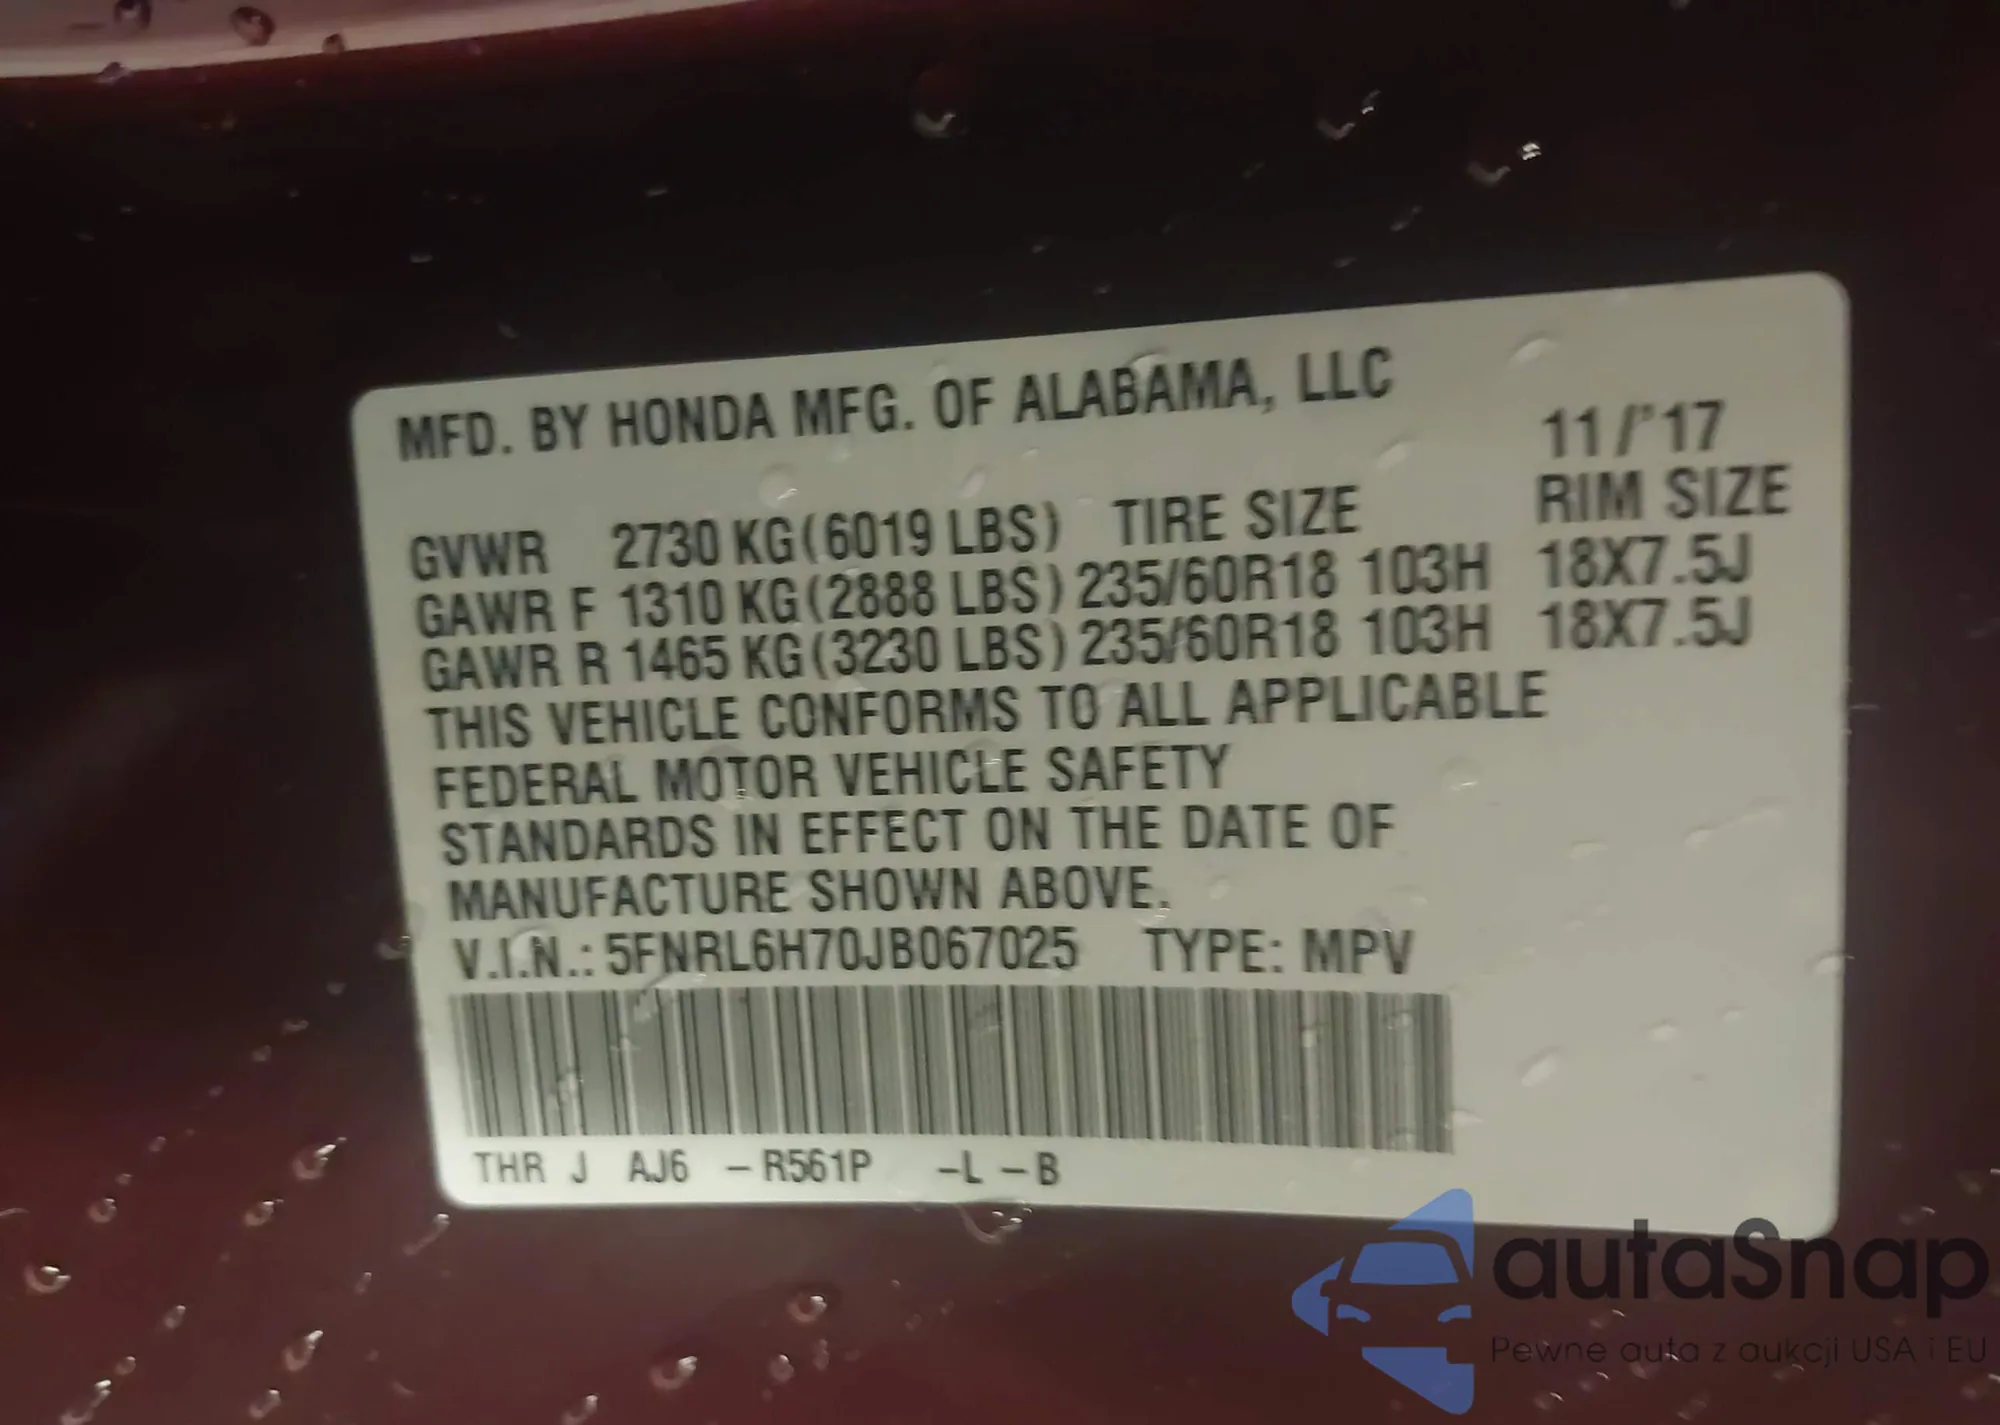 MFD. BY HONDA MFG. OF ALABAMA, LLC
11/'17
GVWR 2730 KG(6019 LBS) TIRE SIZE RIM SIZE
GAWR F 1310 KG(2888 LBS) 235/60R18 103H 18X7.5J
GAWR R 1465 KG(3230 LBS) 235/60R18 103H 18X7.5J
THIS VEHICLE CONFORMS TO ALL APPLICABLE
FEDERAL MOTOR VEHICLE SAFETY
STANDARDS IN EFFECT ON THE DATE OF
MANUFACTURE SHOWN ABOVE.
V.I.N.: 5FNRL6H70JB067025 TYPE: MPV
THR J AJ6 -R561P -L -B
autaSnap
Pewne auta z aukcji USA i EU